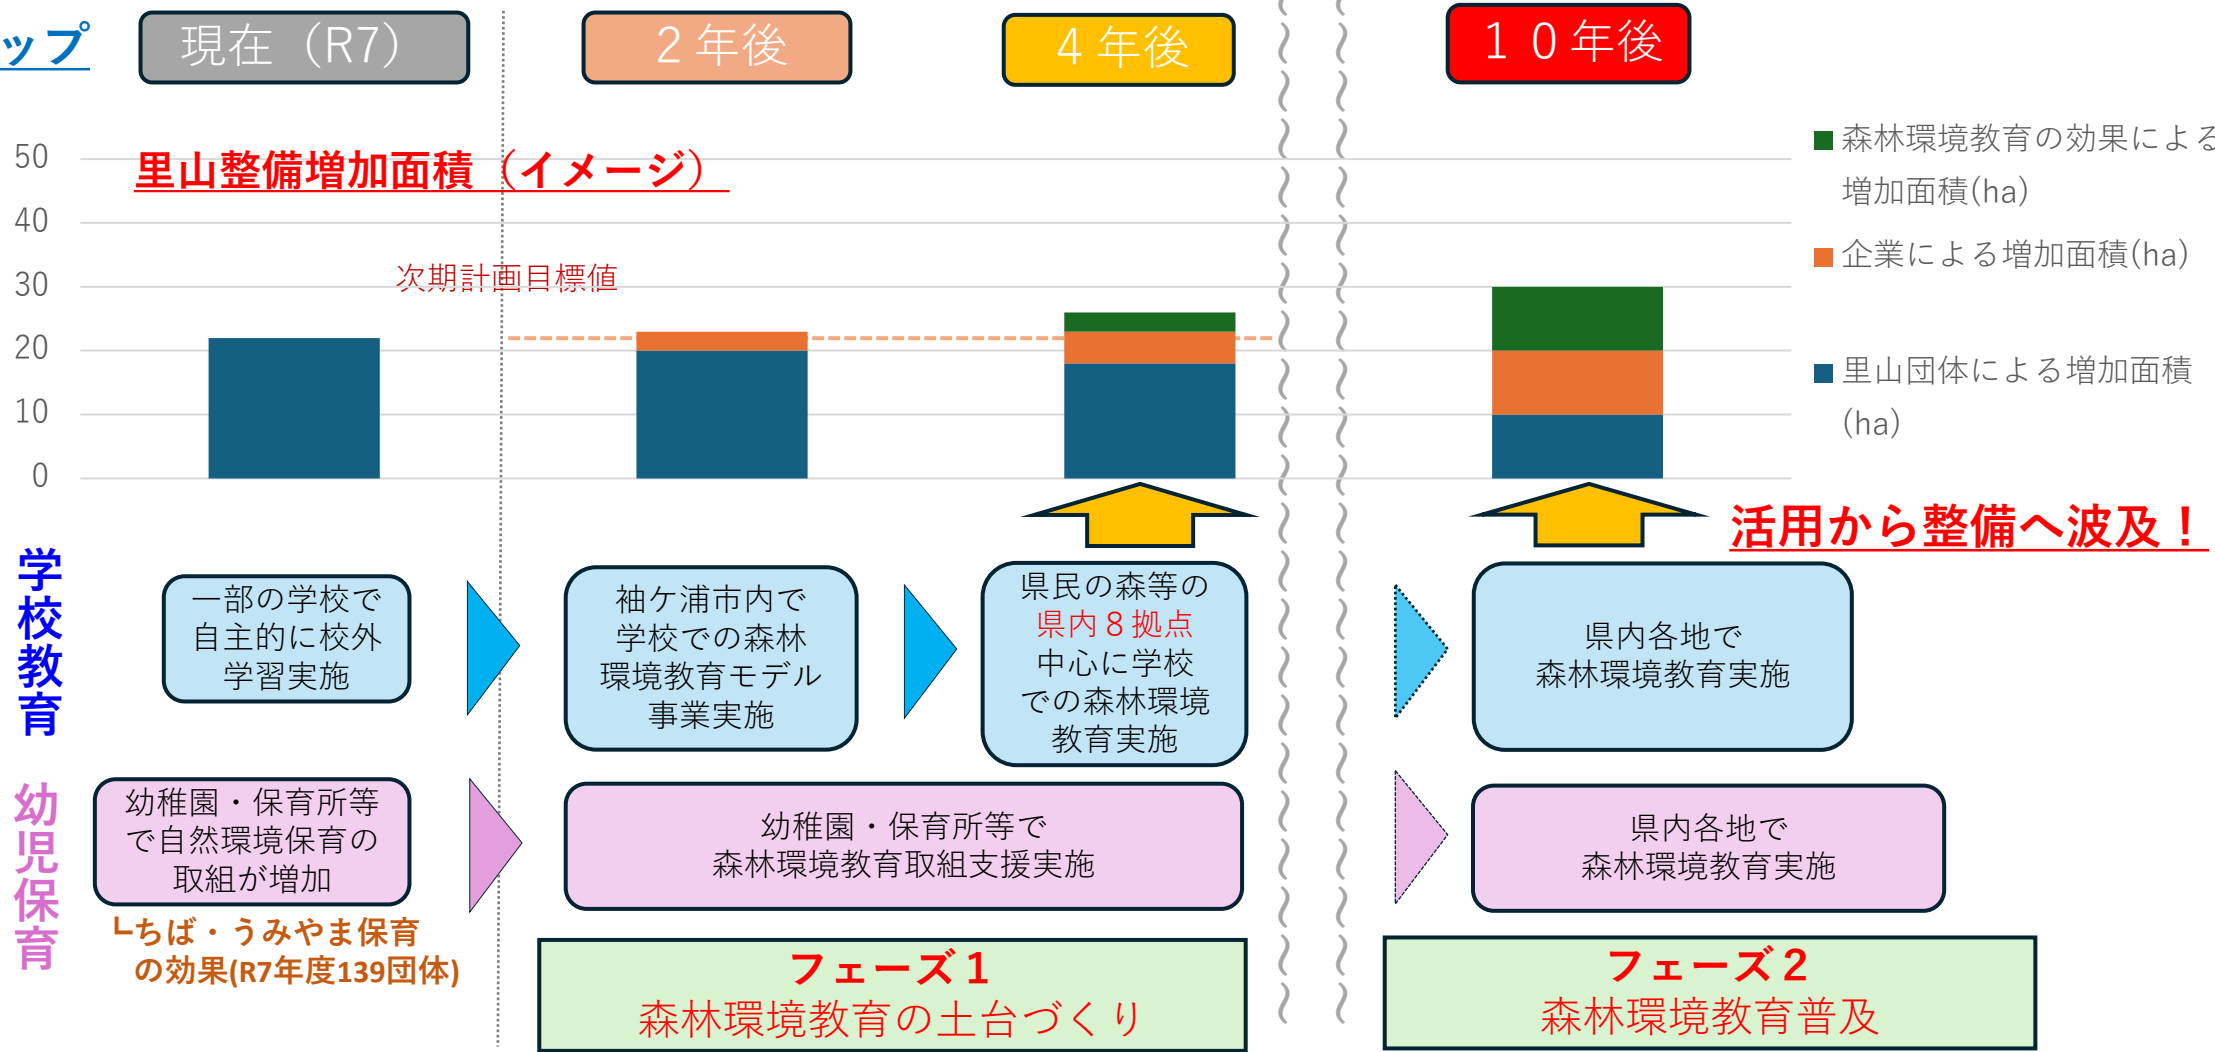 ップ
現在（R7）
２年後
４年後
１０年後
里山整備増加面積（イメージ）
50
40
30
20
10
0
次期計画目標値
森林環境教育の効果による
増加面積(ha)
企業による増加面積(ha)
里山団体による増加面積
(ha)
活用から整備へ波及！
学校教育
一部の学校で
自主的に校外
学習実施
袖ケ浦市内で
学校での森林
環境教育モデル
事業実施
県民の森等の
県内８拠点
中心に学校
での森林環境
教育実施
県内各地で
森林環境教育実施
幼児保育
幼稚園・保育所等
で自然環境保育の
取組が増加
┗ちば・うみやま保育
の効果(R7年度139団体)
幼稚園・保育所等で
森林環境教育取組支援実施
県内各地で
森林環境教育実施
フェーズ１
森林環境教育の土台づくり
フェーズ２
森林環境教育普及